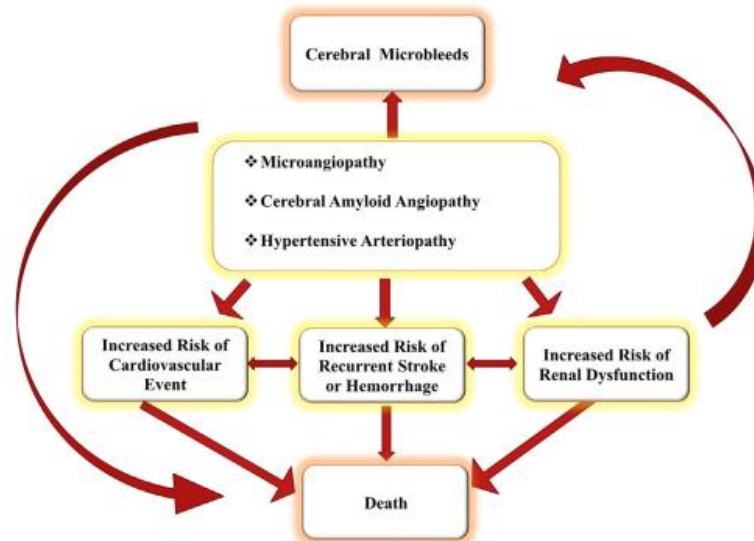 Cerebral Microbleeds
❖ Microangiopathy
❖ Cerebral Amyloid Angiopathy
❖ Hypertensive Arteriopathy
Increased Risk of
Cardiovascular
Event
Increased Risk of
Recurrent Stroke
or Hemorrhage
Increased Risk of
Renal Dysfunction
Death